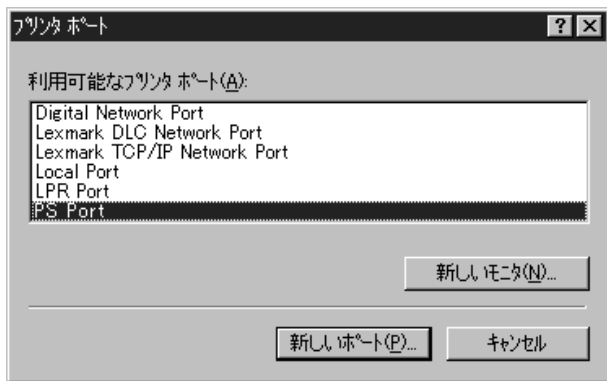 プリンタ ポート
利用可能なプリンタ ポート(A):
Digital Network Port
Lexmark DLC Network Port
Lexmark TCP/IP Network Port
Local Port
LPR Port
PS Port
新しいモニタ(N)...
新しいポート(P)...
キャンセル